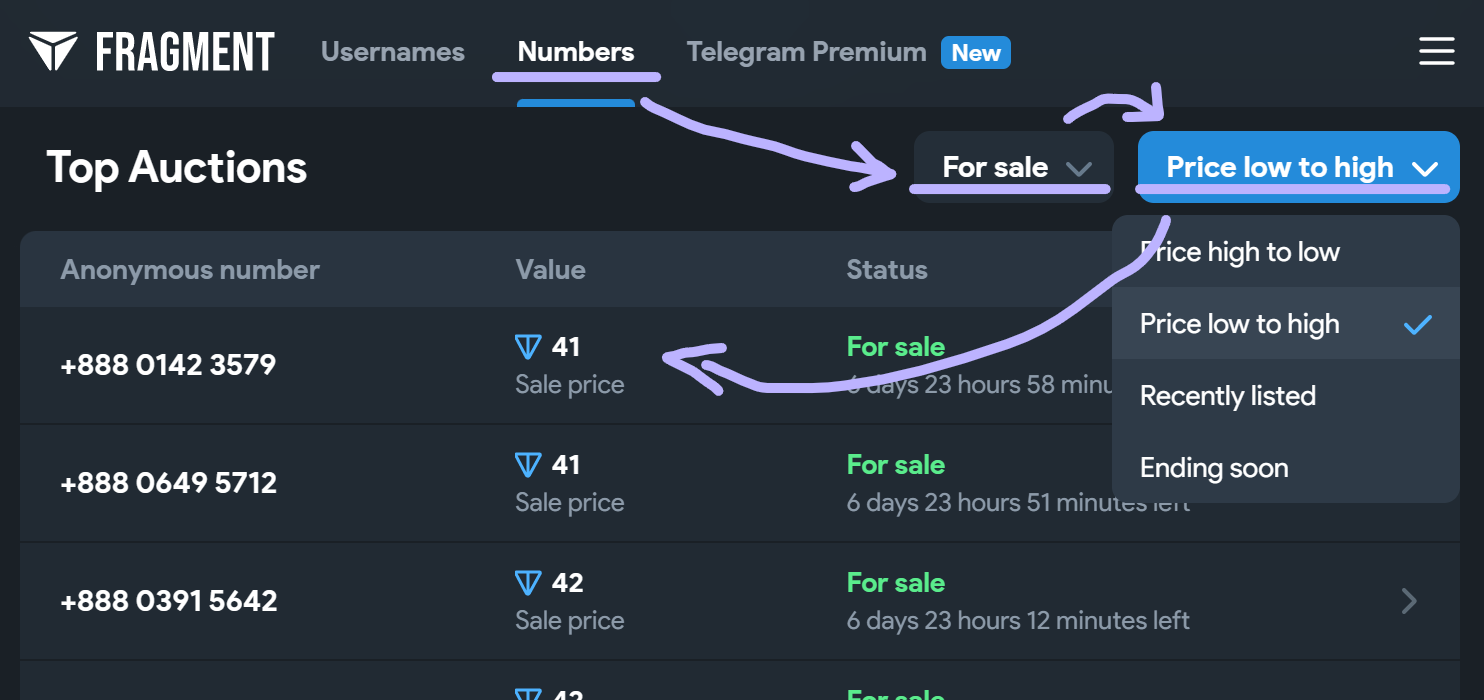 FRAGMENT Usernames Numbers Telegram Premium New
Top Auctions For sale Price low to high
Anonymous number Value Status Price high to low
Price low to high
Recently listed
Ending soon
+888 0142 3579 41 For sale
Sale price 6 days 23 hours 58 minu
+888 0649 5712 41 For sale
Sale price 6 days 23 hours 51 minutes left
+888 0391 5642 42 For sale
Sale price 6 days 23 hours 12 minutes left
42 For sale